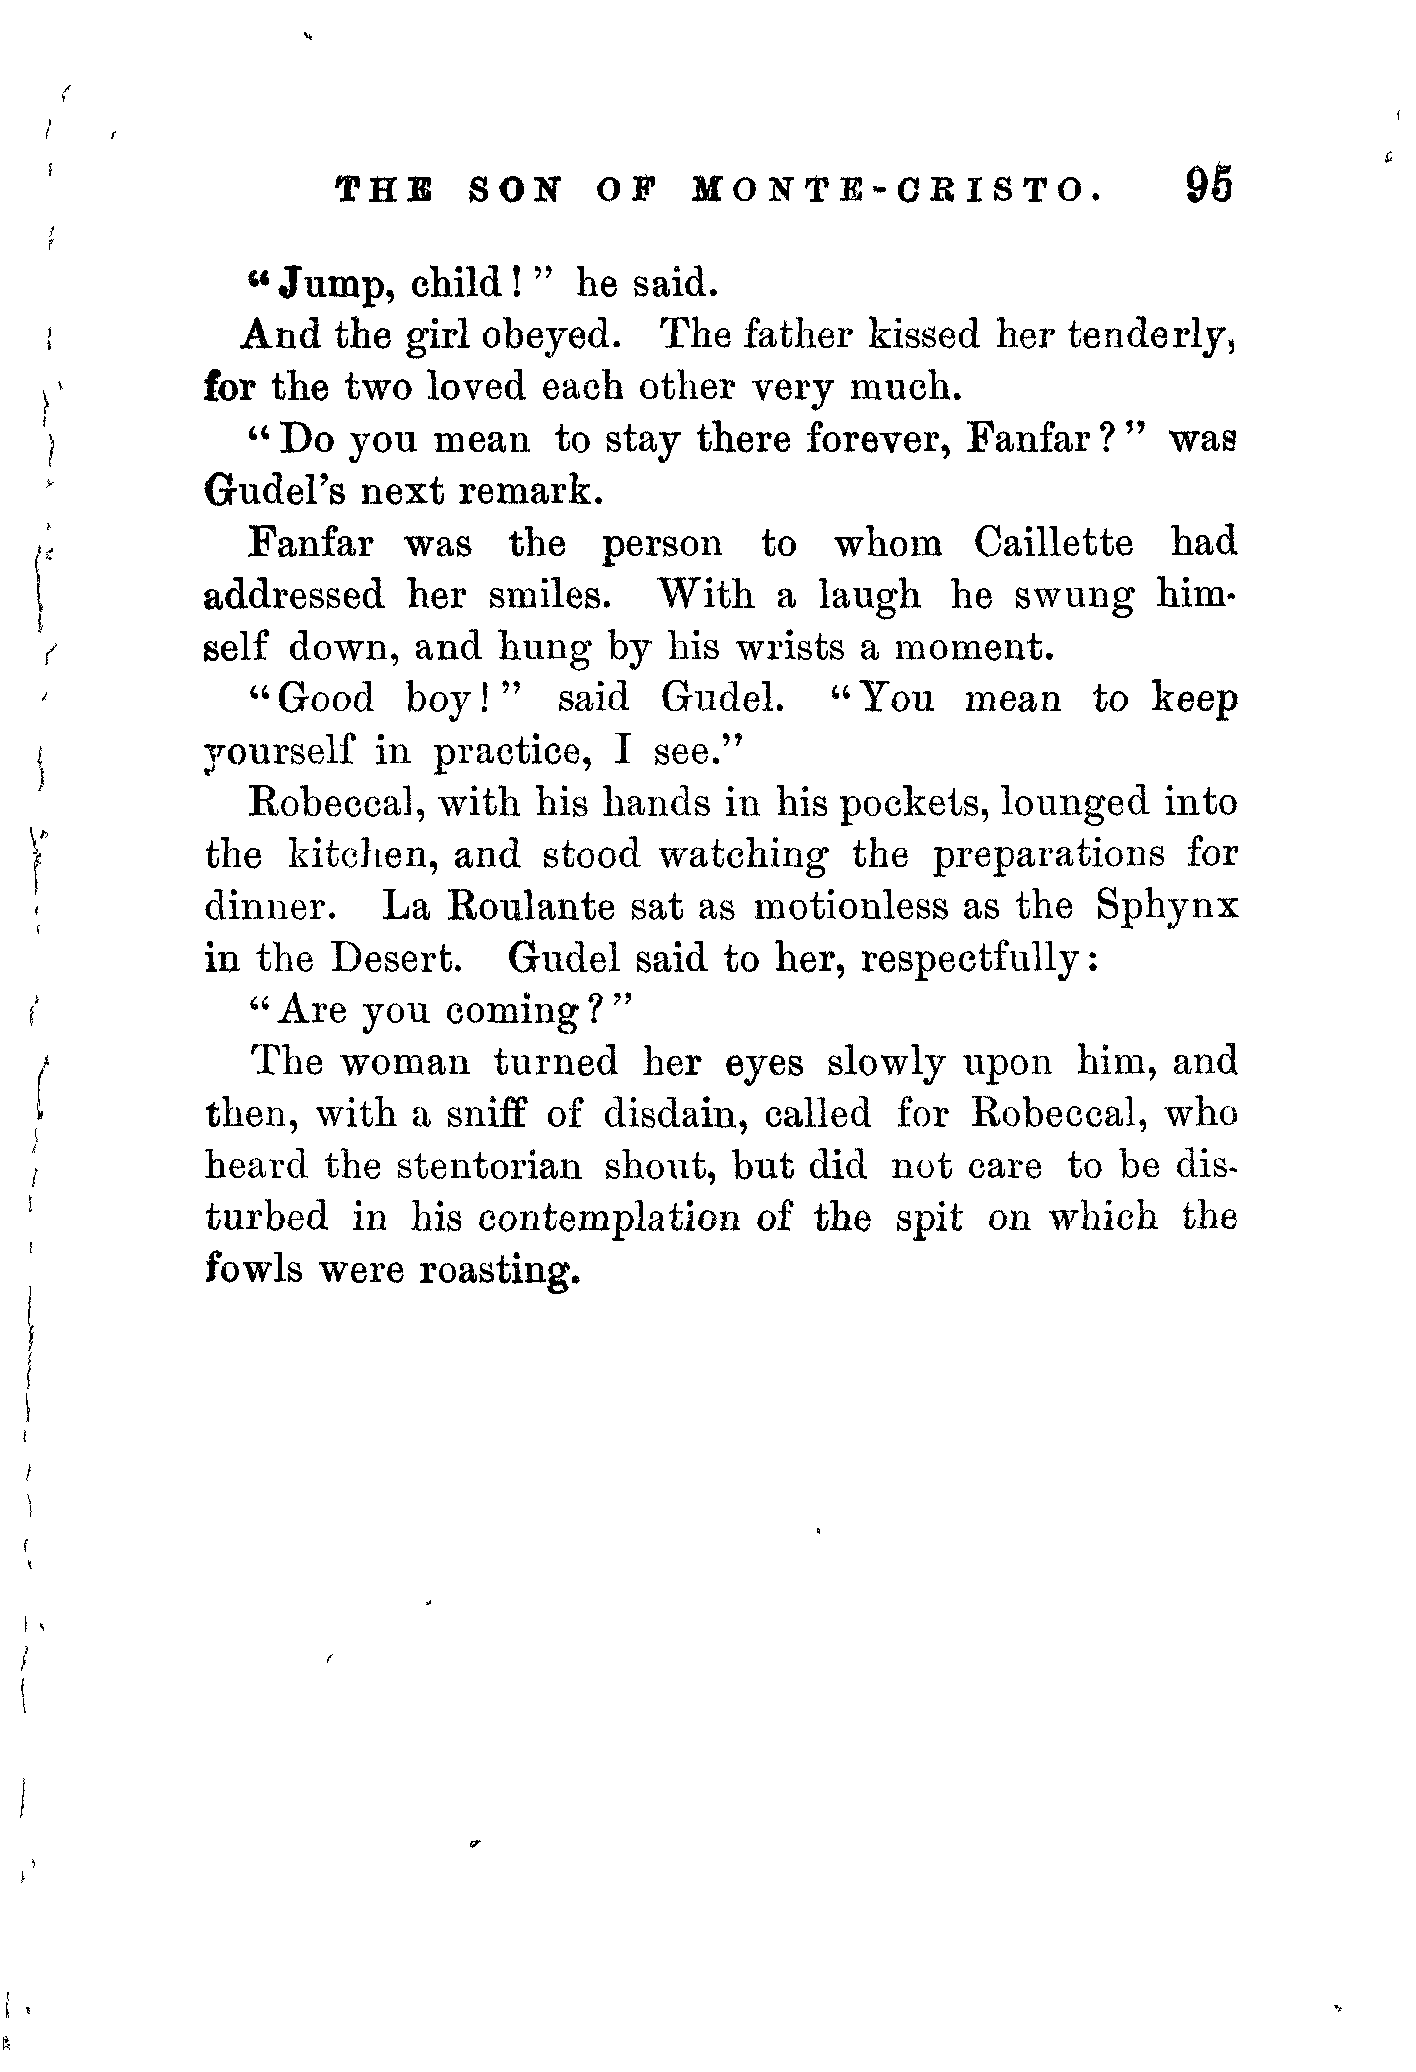 THE SON OF MONTE-CRISTO. 95
“Jump, child!” he said.
And the girl obeyed. The father kissed her tenderly,
for the two loved each other very much.
“Do you mean to stay there forever, Fanfar?” was
Gudel's next remark.
Fanfar was the person to whom Caillette had
addressed her smiles. With a laugh he swung him-
self down, and hung by his wrists a moment.
“Good boy!” said Gudel. “You mean to keep
yourself in practice, I see.”
Robeccal, with his hands in his pockets, lounged into
the kitchen, and stood watching the preparations for
dinner. La Roulante sat as motionless as the Sphynx
in the Desert. Gudel said to her, respectfully:
“Are you coming?”
The woman turned her eyes slowly upon him, and
then, with a sniff of disdain, called for Robeccal, who
heard the stentorian shout, but did not care to be dis-
turbed in his contemplation of the spit on which the
fowls were roasting.